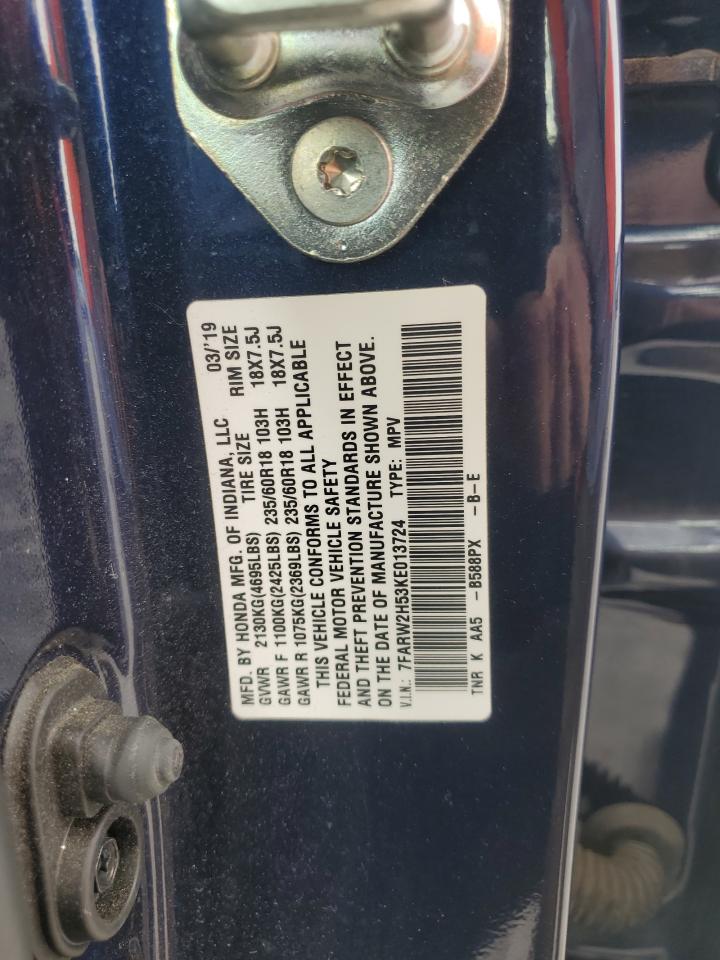 MFD. BY HONDA MFG. OF INDIANA, LLC 03/'19
GVWR 2130KG(4695LBS) TIRE SIZE RIM SIZE
GAWR F 1100KG(2425LBS) 235/60R18 103H 18X7.5J
GAWR R 1075KG(2369LBS) 235/60R18 103H 18X7.5J
THIS VEHICLE CONFORMS TO ALL APPLICABLE
FEDERAL MOTOR VEHICLE SAFETY
AND THEFT PREVENTION STANDARDS IN EFFECT
ON THE DATE OF MANUFACTURE SHOWN ABOVE.
V.I.N.: 7FARW2H53KE013724 TYPE: MPV
TNR K AA5 -B588PX -B-E